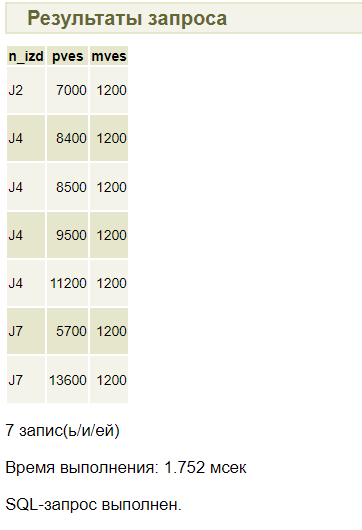 Результаты запроса
n_izd pves mves
J2 7000 1200
J4 8400 1200
J4 8500 1200
J4 9500 1200
J4 11200 1200
J7 5700 1200
J7 13600 1200
7 запис(ь/и/ей)
Время выполнения: 1.752 мсек
SQL-запрос выполнен.